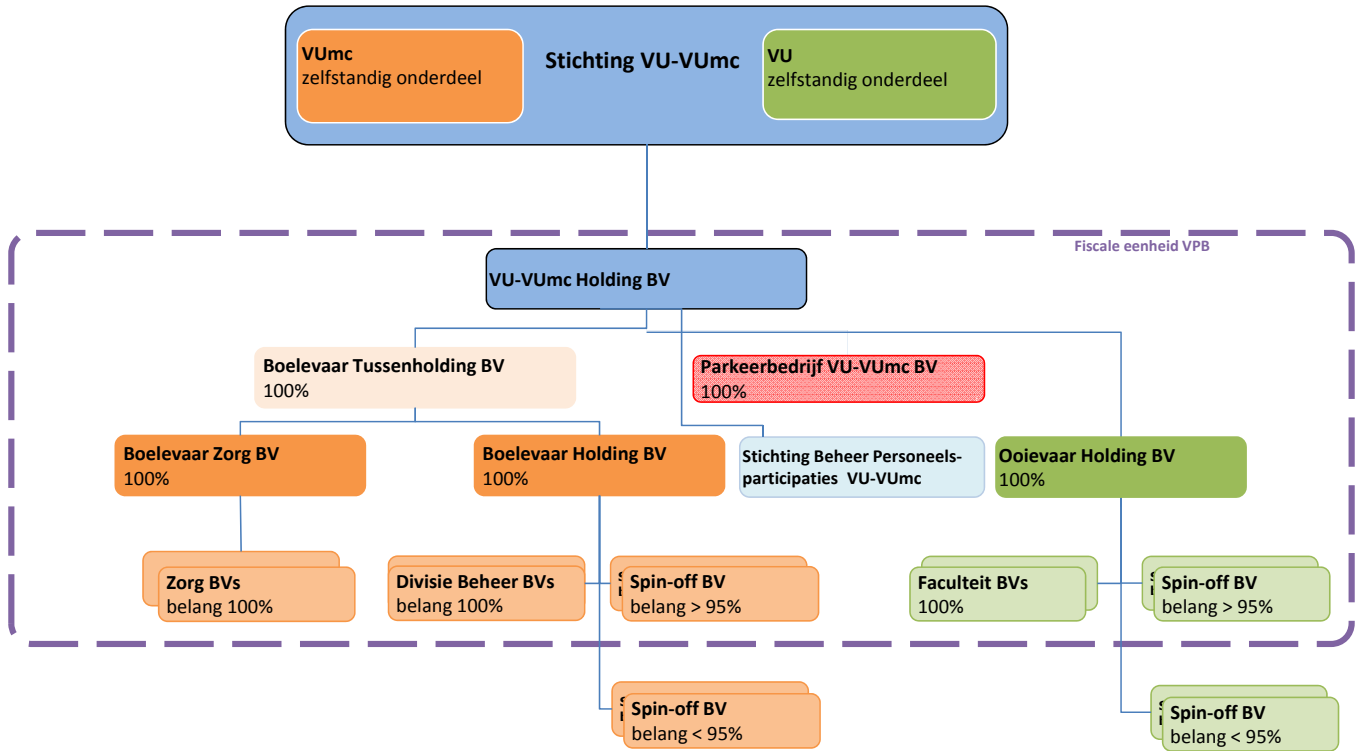 VUmc
zelfstandig onderdeel
Stichting VU-VUmc
VU
zelfstandig onderdeel
Fiscale eenheid VPB
VU-VUmc Holding BV
Boelevaar Tussenholding BV
100%
Parkeerbedrijf VU-VUmc BV
100%
Boelevaar Zorg BV
100%
Boelevaar Holding BV
100%
Stichting Beheer Personeels-
participaties VU-VUmc
Ooievaar Holding BV
100%
Zorg BVs
belang 100%
Divisie Beheer BVs
belang 100%
Spin-off BV
belang > 95%
Faculteit BVs
100%
Spin-off BV
belang > 95%
Spin-off BV
belang < 95%
Spin-off BV
belang < 95%